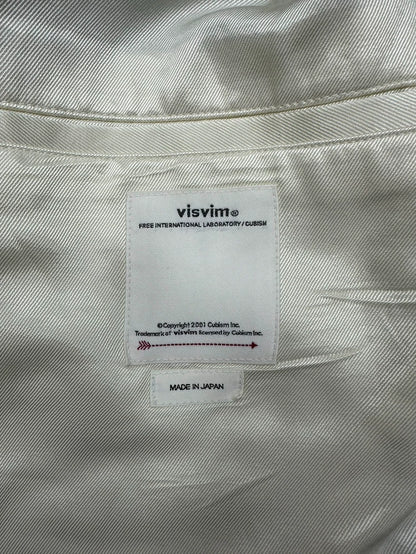 visvim®
FREE INTERNATIONAL LABORATORY/CUBISM
©Copyright 2001 Cubism Inc.
Trademark of visvim licensed by Cubism Inc.
MADE IN JAPAN